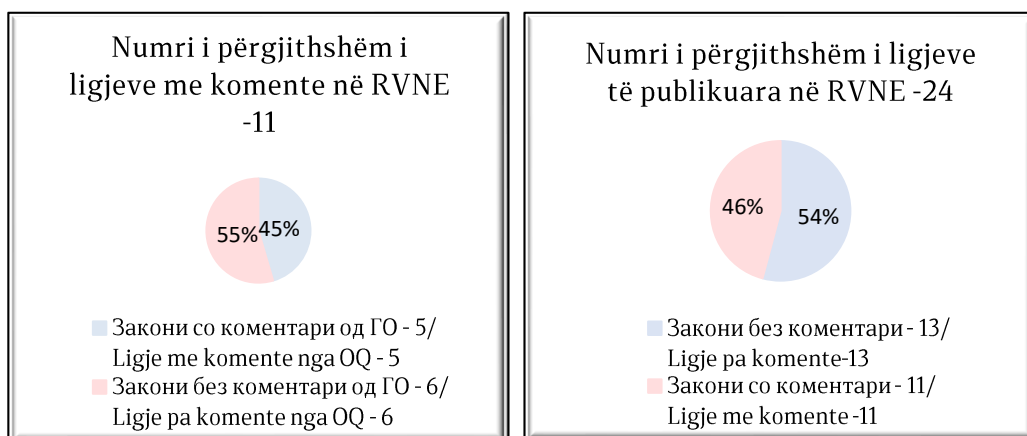 Numri i përgjithshëm i
ligjeve me komente në RVNE
-11
55%
45%
Закони со коментари од ГО - 5/
Ligje me komente nga OQ - 5
Закони без коментари од ГО - 6/
Ligje pa komente nga OQ - 6
Numri i përgjithshëm i ligjeve
të publikuara në RVNE -24
46%
54%
Закони без коментари - 13/
Ligje pa komente-13
Закони со коментари - 11/
Ligje me komente -11